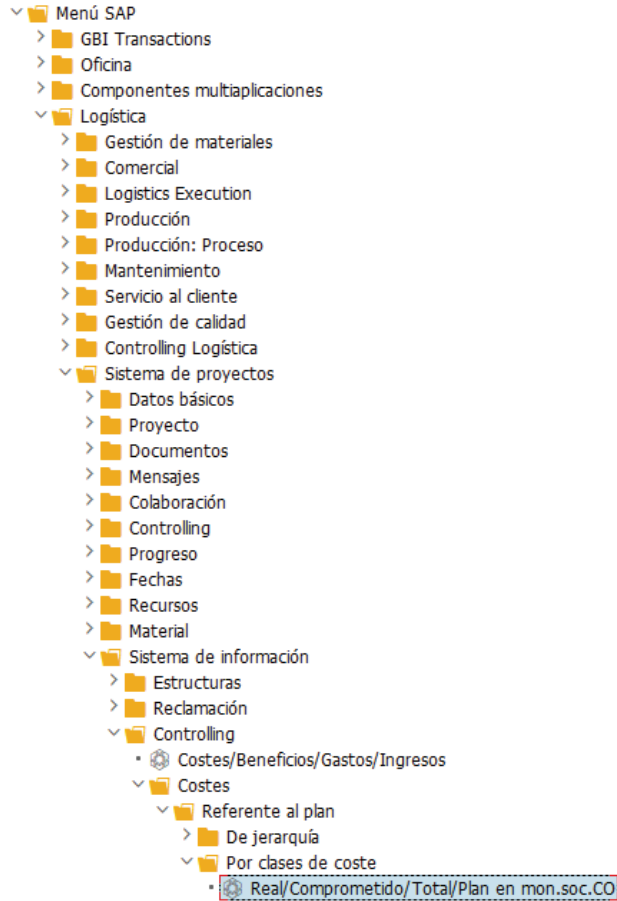 Menú SAP
GBI Transactions
Oficina
Componentes multiaplicaciones
Logística
Gestión de materiales
Comercial
Logistics Execution
Producción
Producción: Proceso
Mantenimiento
Servicio al cliente
Gestión de calidad
Controlling Logística
Sistema de proyectos
Datos básicos
Proyecto
Documentos
Mensajes
Colaboración
Controlling
Progreso
Fechas
Recursos
Material
Sistema de información
Estructuras
Reclamación
Controlling
Costes/Beneficios/Gastos/Ingresos
Costes
Referente al plan
De jerarquía
Por clases de coste
Real/Comprometido/Total/Plan en mon.soc.CO